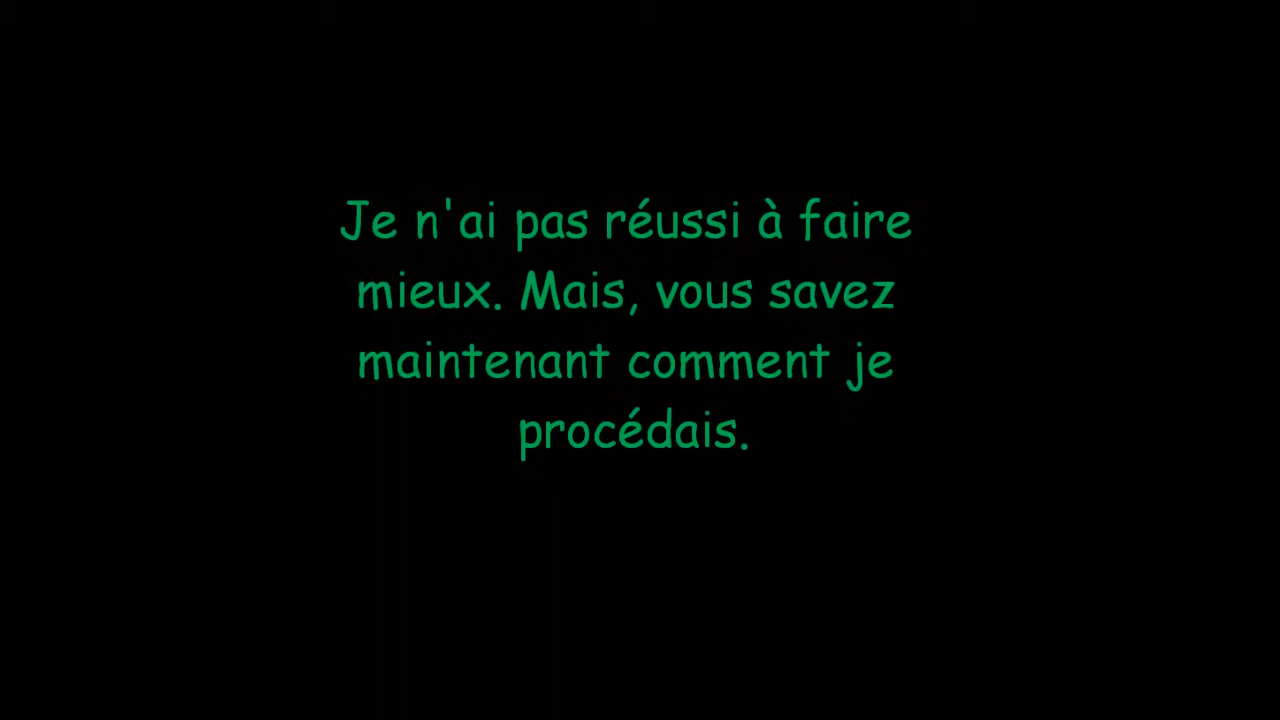 Je n'ai pas réussi à faire
mieux. Mais, vous savez
maintenant comment je
procédais.